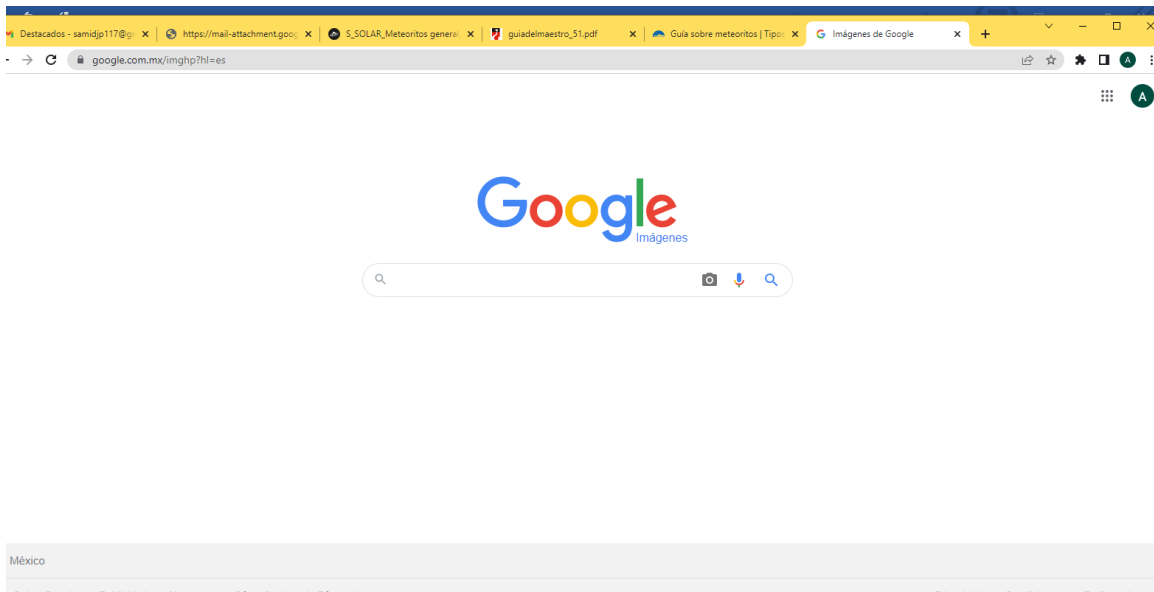 Destacados - samidjp117@gm
https://mail-attachment.goog
S_SOLAR_Meteoritos general
guiadelmaestro_51.pdf
Guía sobre meteoritos | Tipos
Imágenes de Google
google.com.mx/imghp?hl=es
A
A
Google
Imágenes
México